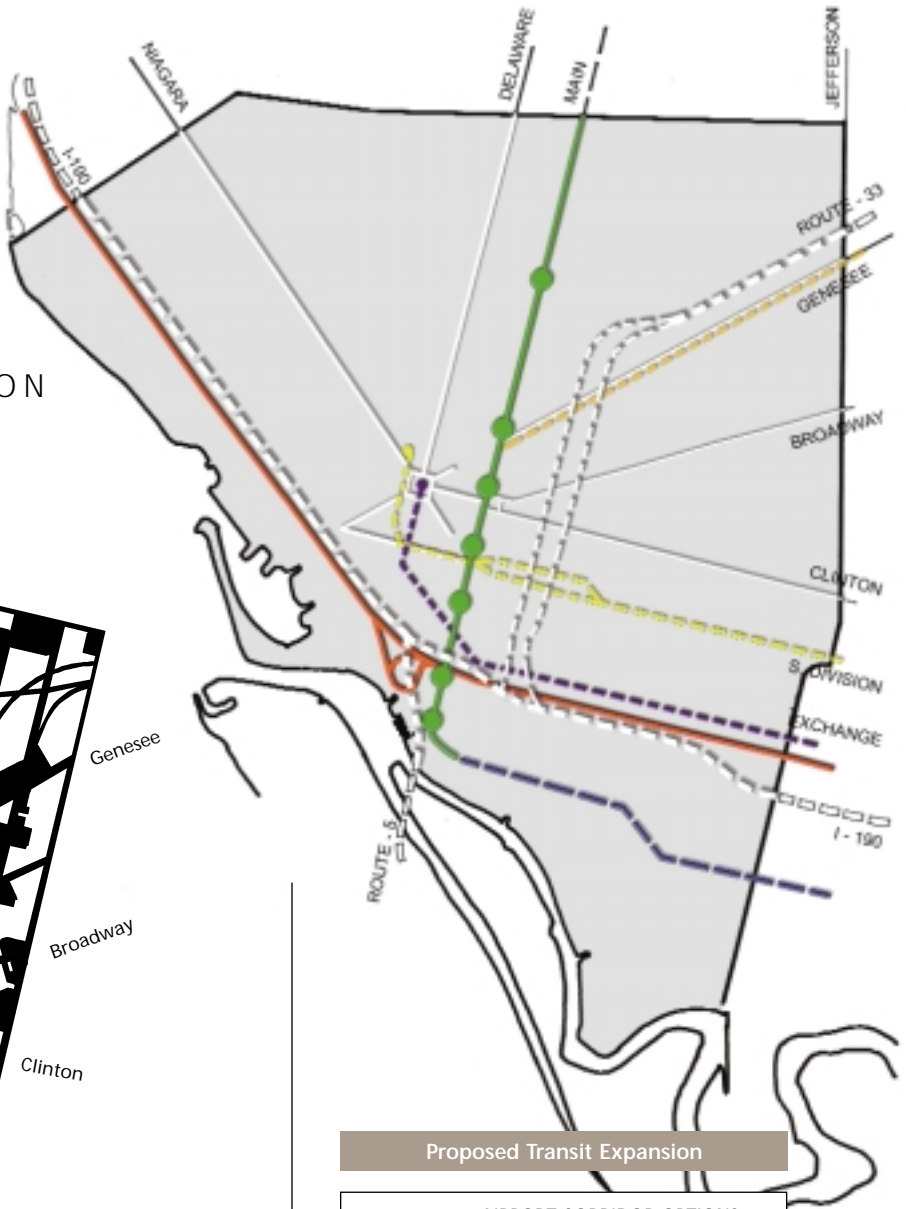 NIAGARA
DELAWARE
MAIN
JEFFERSON
I-190
ROUTE - 33
GENESEE
ON
BROADWAY
CLINTON
S. DIVISION
EXCHANGE
I - 190
ROUTE - 5
Genesee
Broadway
Clinton
Proposed Transit Expansion